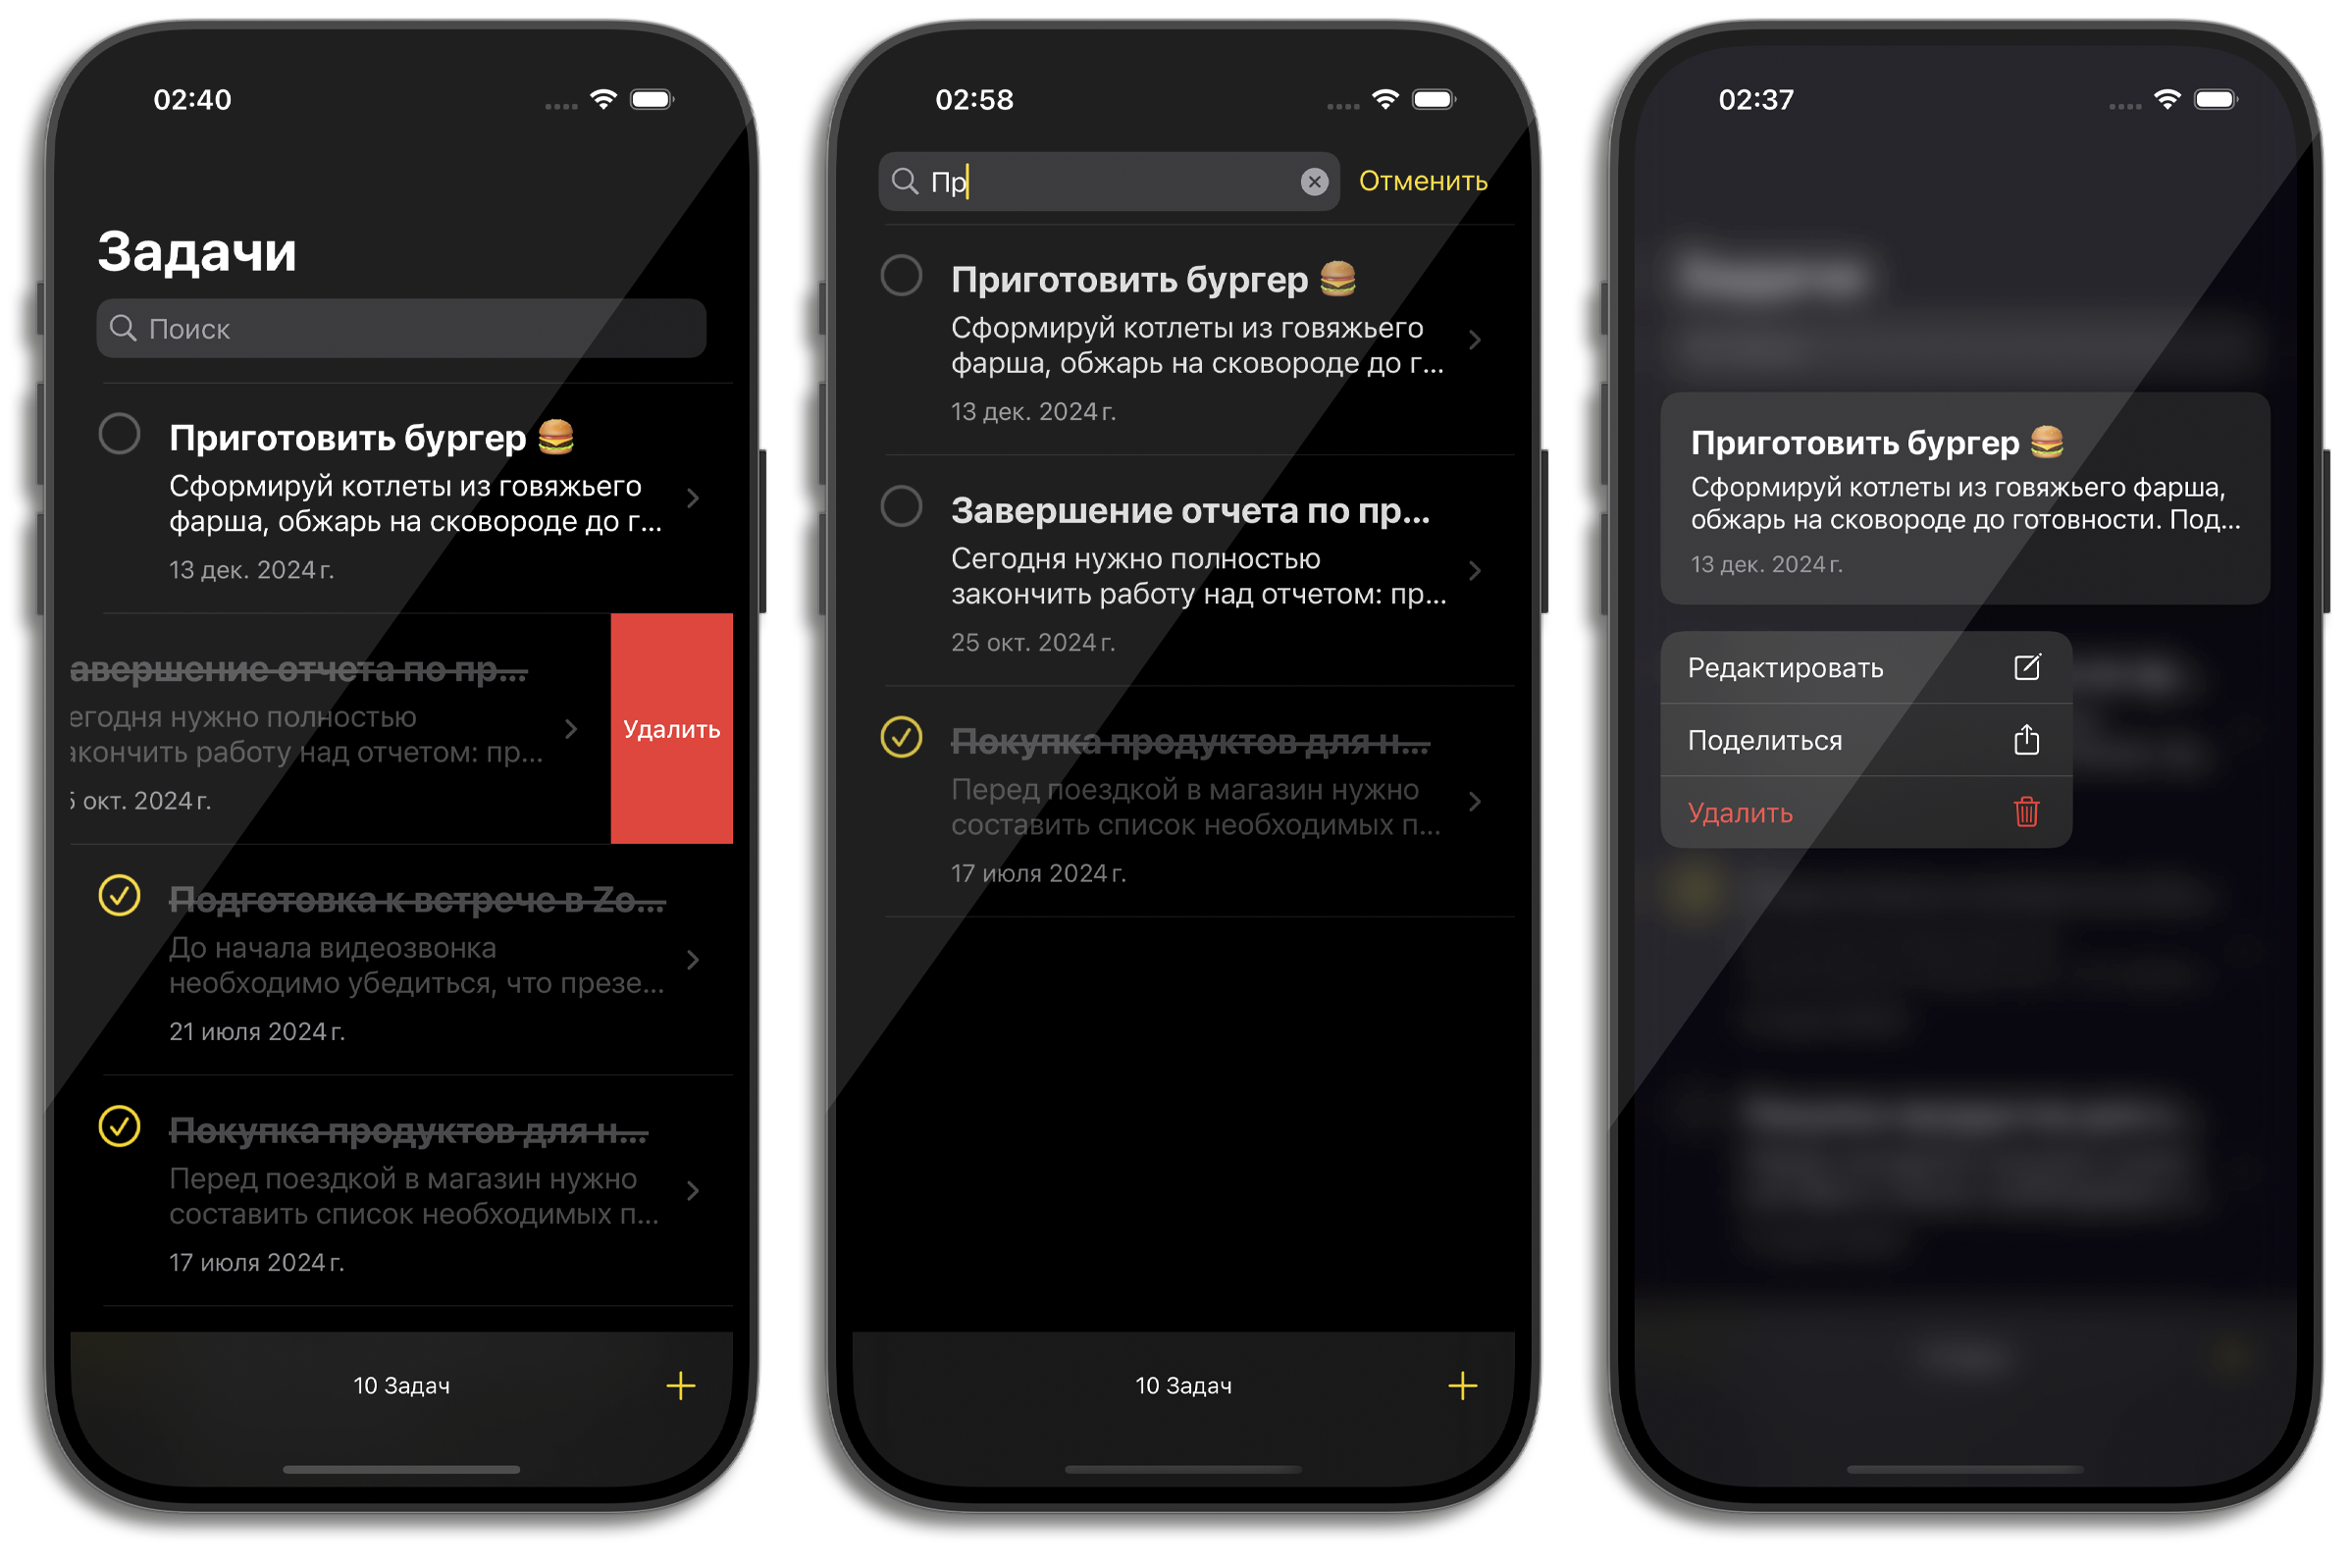 02:40
Задачи
Поиск
Приготовить бургер 🍔
Сформируй котлеты из говяжьего
фарша, обжарь на сковороде до г...
13 дек. 2024 г.
авершение отчета по пр...
егодня нужно полностью
акончить работу над отчетом: пр...
5 окт. 2024 г.
Удалить
Подготовка к встрече в Zo...
До начала видеозвонка
необходимо убедиться, что презе...
21 июля 2024 г.
Покупка продуктов для н...
Перед поездкой в магазин нужно
составить список необходимых п...
17 июля 2024 г.
10 Задач
02:58
Пр
Отменить
Приготовить бургер 🍔
Сформируй котлеты из говяжьего
фарша, обжарь на сковороде до г...
13 дек. 2024 г.
Завершение отчета по пр...
Сегодня нужно полностью
закончить работу над отчетом: пр...
25 окт. 2024 г.
Покупка продуктов для н...
Перед поездкой в магазин нужно
составить список необходимых п...
17 июля 2024 г.
10 Задач
02:37
Приготовить бургер 🍔
Сформируй котлеты из говяжьего фарша,
обжарь на сковороде до готовности. Под...
13 дек. 2024 г.
Редактировать
Поделиться
Удалить